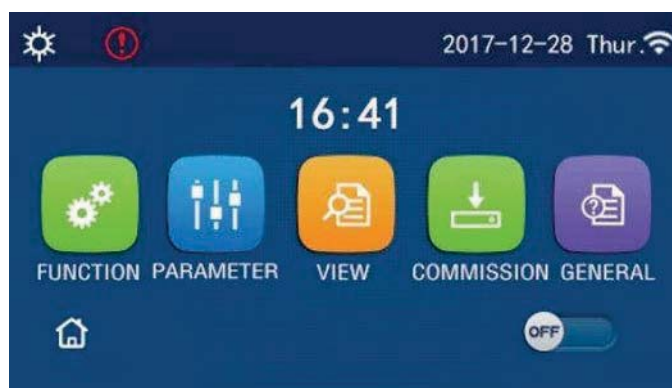 2017-12-28 Thur.
16:41
FUNCTION PARAMETER VIEW COMMISSION GENERAL
OFF